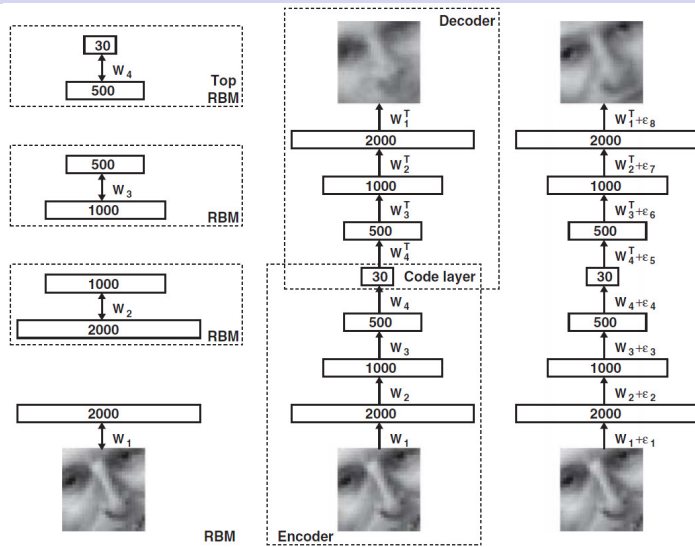 30
W₄
500
Top
RBM
500
W₃
1000
RBM
1000
W₂
2000
RBM
2000
W₁
RBM
Decoder
W₁ᵀ
2000
W₂ᵀ
1000
W₃ᵀ
500
W₄ᵀ
30 Code layer
W₄
500
W₃
1000
W₂
2000
W₁
Encoder
W₁ᵀ+ε₈
2000
W₂ᵀ+ε₇
1000
W₃ᵀ+ε₆
500
W₄ᵀ+ε₅
30
W₄+ε₄
500
W₃+ε₃
1000
W₂+ε₂
2000
W₁+ε₁